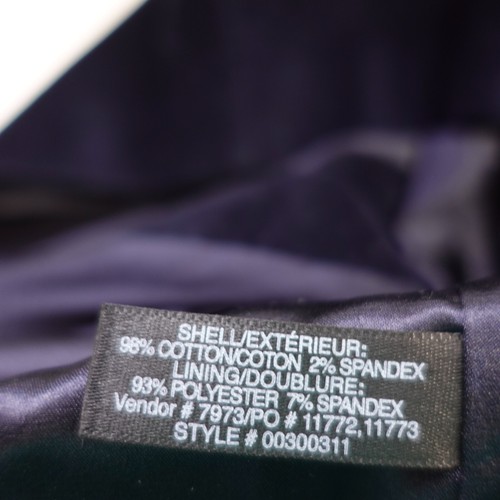 SHELL/EXTÉRIEUR:
98% COTTON/COTON 2% SPANDEX
LINING/DOUBLURE:
93% POLYESTER 7% SPANDEX
Vendor # 7973/PO # 11772,11773
STYLE # 00300311